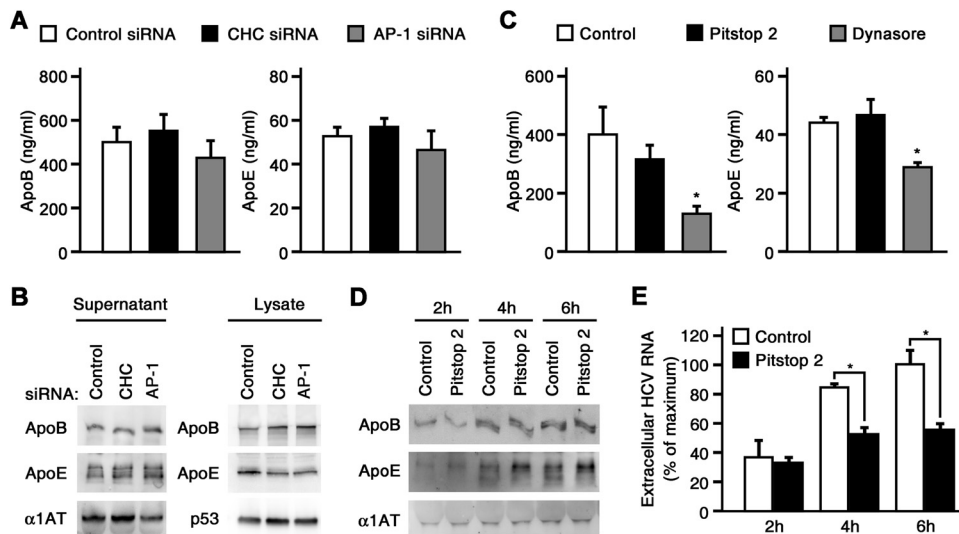 A
Control siRNA CHC siRNA AP-1 siRNA
ApoB (ng/ml)
800
600
400
200
0
ApoE (ng/ml)
80
60
40
20
0
C
Control Pitstop 2 Dynasore
ApoB (ng/ml)
600
400
200
0
*
ApoE (ng/ml)
60
40
20
0
*
B
Supernatant Lysate
siRNA: Control CHC AP-1 Control CHC AP-1
ApoB ApoB
ApoE ApoE
α1AT p53
D
2h 4h 6h
Control Pitstop 2 Control Pitstop 2 Control Pitstop 2
ApoB
ApoE
α1AT
E
Extracellular HCV RNA
(% of maximum)
120
100
80
60
40
20
0
Control
Pitstop 2
* *
2h 4h 6h